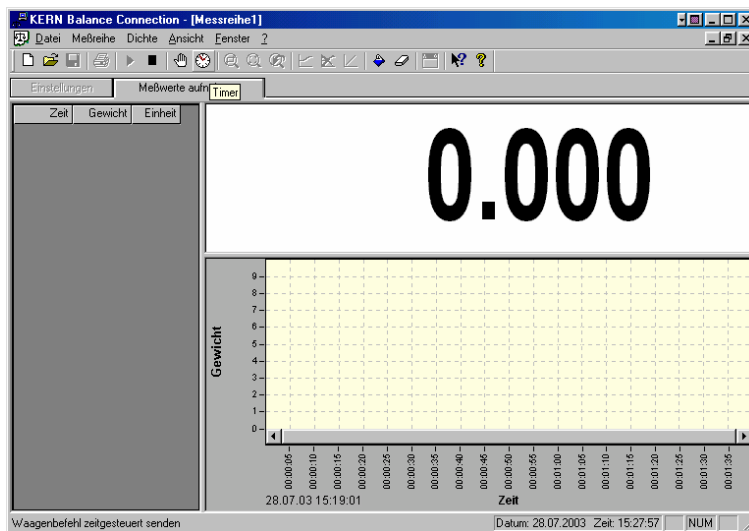 KERN Balance Connection - [Messreihe1]
Datei Meßreihe Dichte Ansicht Fenster ?
Einstellungen Meßwerte aufn
Timer
Zeit Gewicht Einheit
0.000
Gewicht
9
8
7
6
5
4
3
2
1
0
00:00:05 00:00:10 00:00:15 00:00:20 00:00:25 00:00:30 00:00:35 00:00:40 00:00:45 00:00:50 00:00:55 00:01:00 00:01:05 00:01:10 00:01:15 00:01:20 00:01:25 00:01:30 00:01:35
28.07.03 15:19:01 Zeit
Waagenbefehl zeitgesteuert senden Datum: 28.07.2003 Zeit: 15:27:57 NUM